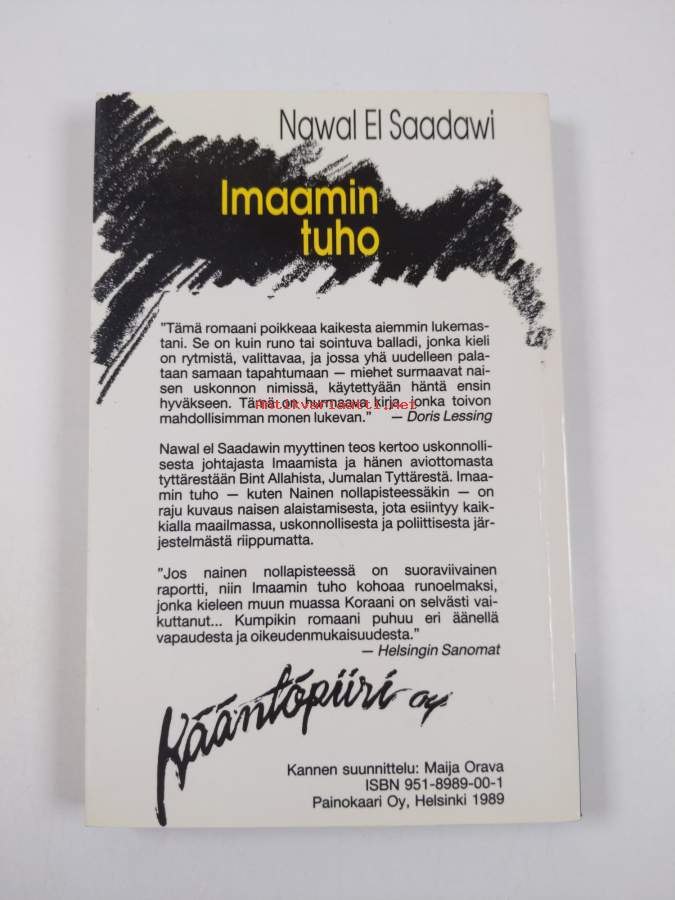 Nawal El Saadawi
Imaamin
tuho
"Tämä romaani poikkeaa kaikesta aiemmin lukemas-
tani. Se on kuin runo tai sointuva balladi, jonka kieli
on rytmistä, valittavaa, ja jossa yhä uudelleen pala-
taan samaan tapahtumaan — miehet surmaavat nai-
sen uskonnon nimissä, käytettyään häntä ensin
hyväkseen. Tämä on hurmaava kirja, jonka toivon
Antikvariaatti.net
mahdollisimman monen lukevan." — Doris Lessing
Nawal el Saadawin myyttinen teos kertoo uskonnolli-
sesta johtajasta Imaamista ja hänen aviottomasta
tyttärestään Bint Allahista, Jumalan Tyttärestä. Imaa-
min tuho — kuten Nainen nollapisteessäkin — on
raju kuvaus naisen alaistamisesta, jota esiintyy kaik-
kialla maailmassa, uskonnollisesta ja poliittisesta jär-
jestelmästä riippumatta.
"Jos nainen nollapisteessä on suoraviivainen
raportti, niin Imaamin tuho kohoaa runoelmaksi,
jonka kieleen muun muassa Koraani on selvästi vai-
kuttanut... Kumpikin romaani puhuu eri äänellä
vapaudesta ja oikeudenmukaisuudesta."
— Helsingin Sanomat
Kääntöpiiri oy
Kannen suunnittelu: Maija Orava
ISBN 951-8989-00-1
Painokaari Oy, Helsinki 1989